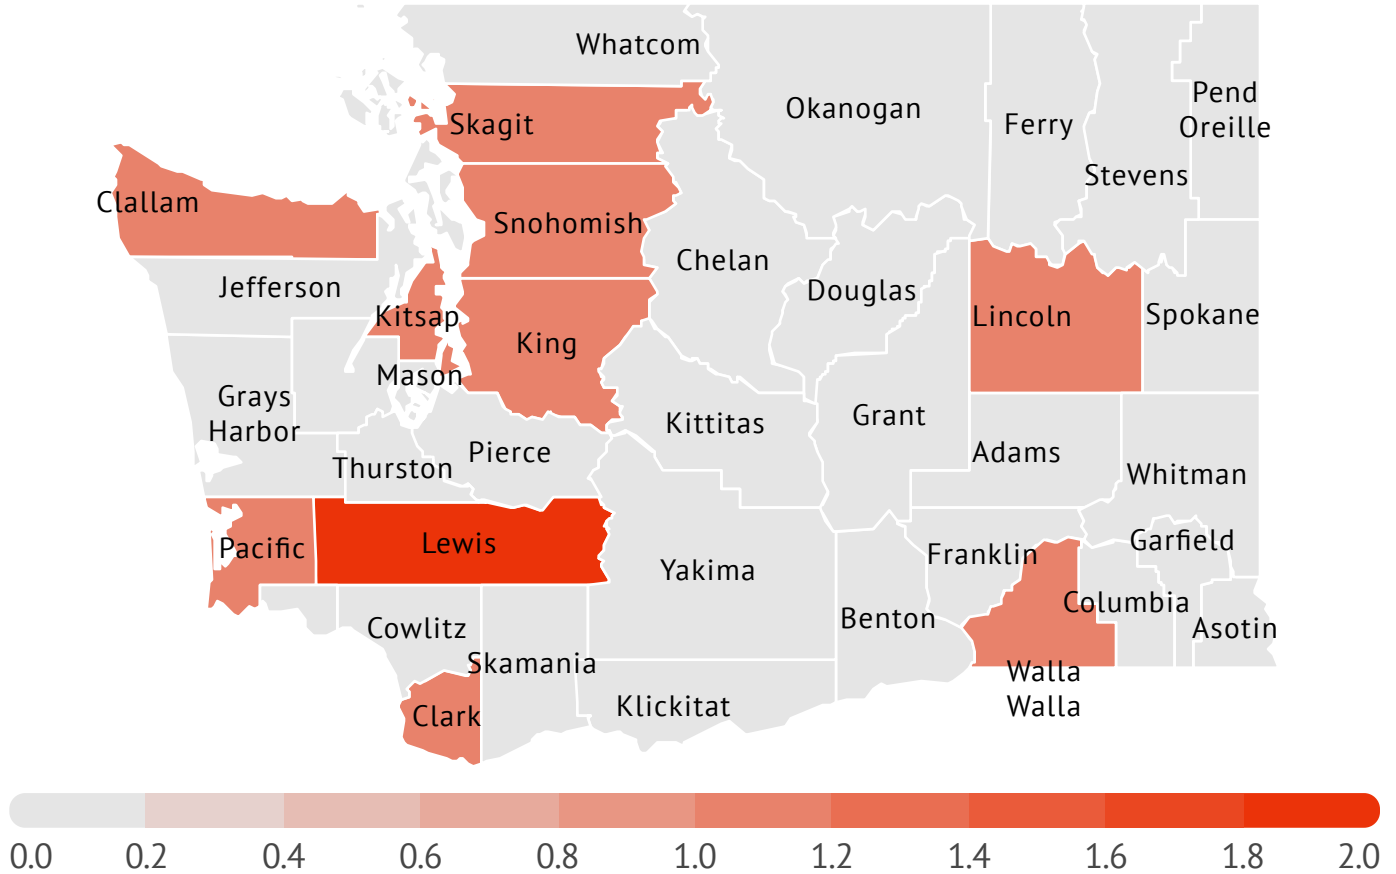 Whatcom
Okanogan
Pend
Oreille
Skagit
Ferry
Stevens
Clallam
Snohomish
Chelan
Jefferson
Douglas
Kitsap
Lincoln
Spokane
King
Mason
Grays
Harbor
Kittitas
Grant
Pierce
Adams
Thurston
Whitman
Lewis
Pacific
Garfield
Franklin
Yakima
Columbia
Benton
Cowlitz
Asotin
Skamania
Walla
Walla
Klickitat
Clark
0.0 0.2 0.4 0.6 0.8 1.0 1.2 1.4 1.6 1.8 2.0